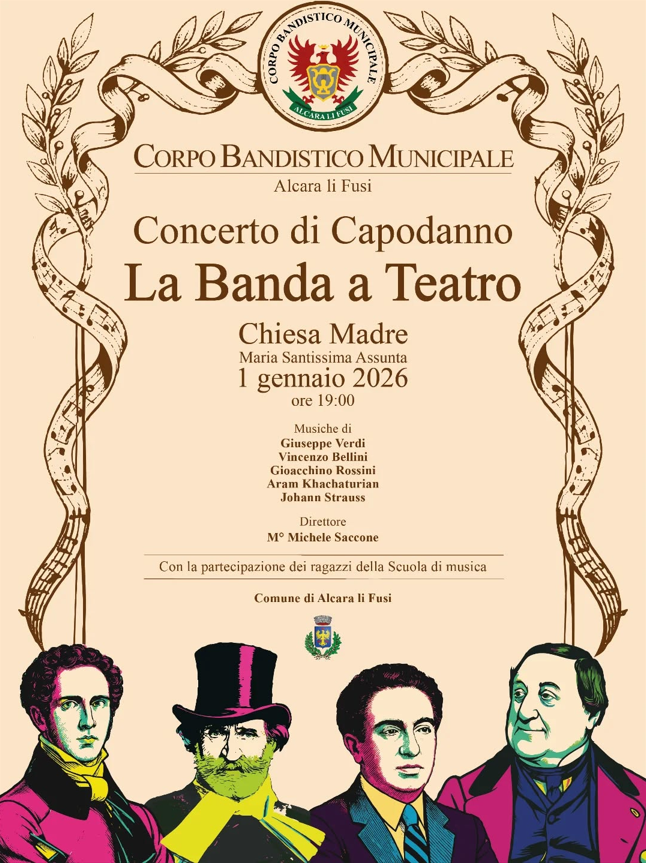 CORPO BANDISTICO MUNICIPALE
ALCARA LI FUSI
CORPO BANDISTICO MUNICIPALE
Alcara li Fusi
Concerto di Capodanno
La Banda a Teatro
Chiesa Madre
Maria Santissima Assunta
1 gennaio 2026
ore 19:00
Musiche di
Giuseppe Verdi
Vincenzo Bellini
Gioacchino Rossini
Aram Khachaturian
Johann Strauss
Direttore
M° Michele Saccone
Con la partecipazione dei ragazzi della Scuola di musica
Comune di Alcara li Fusi